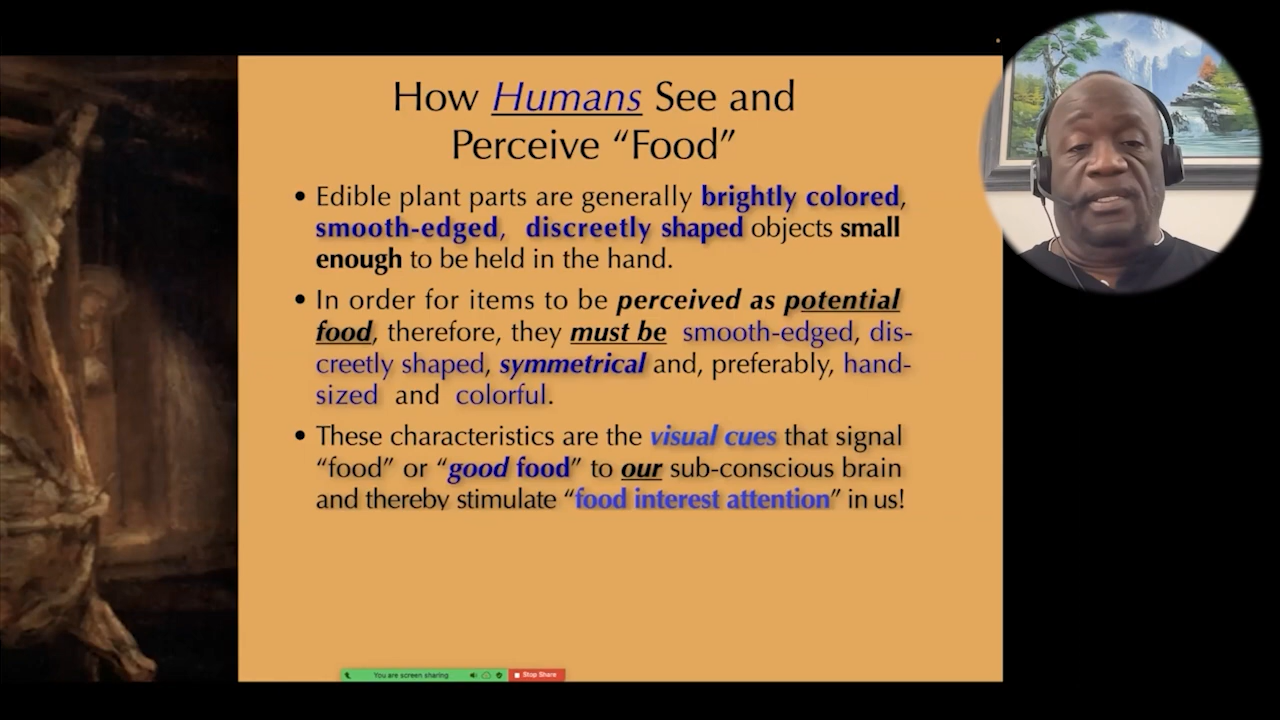 How Humans See and
Perceive “Food”
• Edible plant parts are generally brightly colored,
smooth-edged, discreetly shaped objects small
enough to be held in the hand.
• In order for items to be perceived as potential
food, therefore, they must be smooth-edged, dis-
creetly shaped, symmetrical and, preferably, hand-
sized and colorful.
• These characteristics are the visual cues that signal
“food” or “good food” to our sub-conscious brain
and thereby stimulate “food interest attention” in us!
You are screen sharing
Stop Share